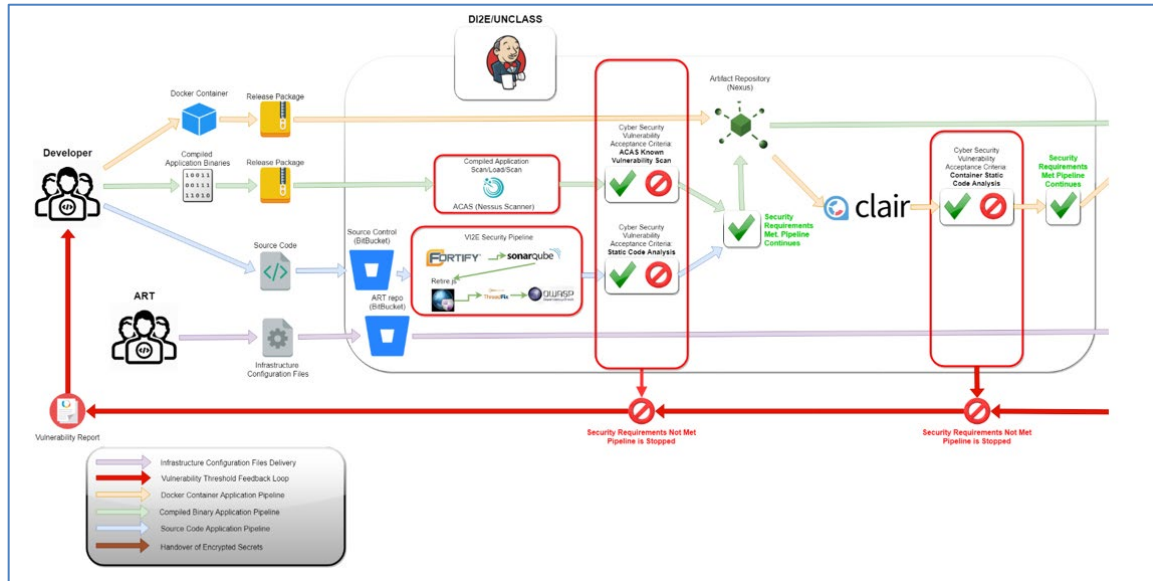 DI2E/UNCLASS
Docker Container
Release Package
Artifact Repository
(Nexus)
Developer
Compiled
Application Binaries
10011
00111
11010
Release Package
Compiled Application
Scan/Load/Scan
ACAS (Nessus Scanner)
Cyber Security
Vulnerability
Acceptance Criteria:
ACAS Known
Vulnerability Scan
Cyber Security
Vulnerability
Acceptance Criteria:
Container Static
Code Analysis
Security
Requirements
Met Pipeline
Continues
clair
Security
Requirements
Met. Pipeline
Continues
Source Code
Source Control
(BitBucket)
VI2E Security Pipeline
FORTIFY
sonarqube
Retire.js
ThreadFix
OWASP
Cyber Security
Vulnerability
Acceptance Criteria:
Static Code Analysis
ART
ART repo
(BitBucket)
Infrastructure
Configuration Files
Vulnerability Report
Security Requirements Not Met
Pipeline is Stopped
Security Requirements Not Met
Pipeline is Stopped
Infrastructure Configuration Files Delivery
Vulnerability Threshold Feedback Loop
Docker Container Application Pipeline
Compiled Binary Application Pipeline
Source Code Application Pipeline
Handover of Encrypted Secrets